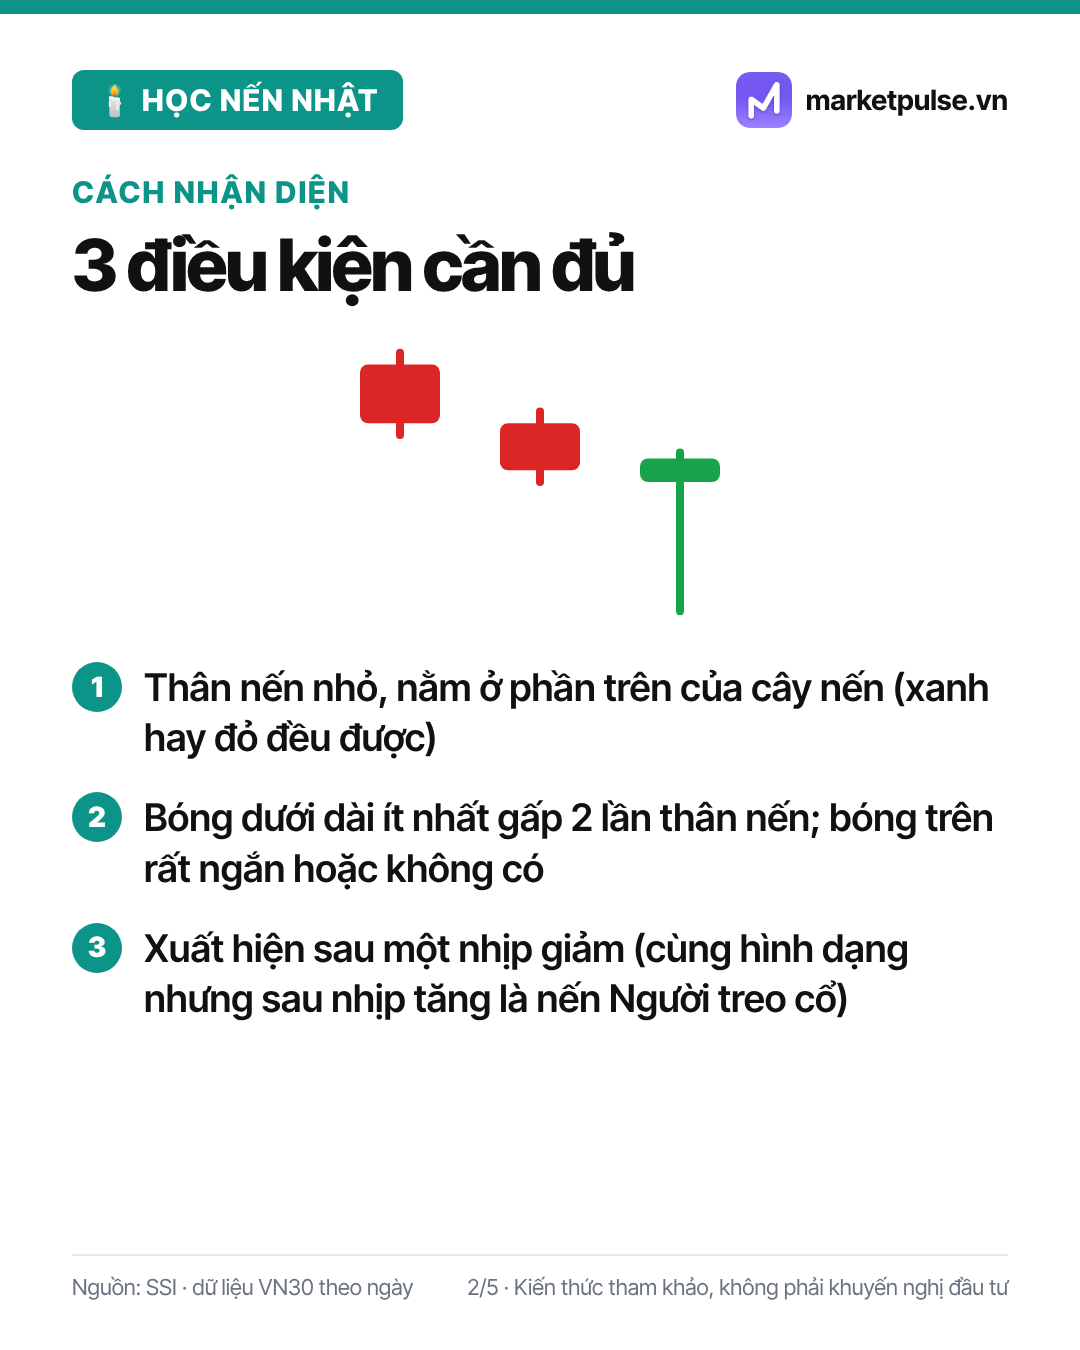 HỌC NẾN NHẬT
marketpulse.vn
CÁCH NHẬN DIỆN
3 điều kiện cần đủ
1 Thân nến nhỏ, nằm ở phần trên của cây nến (xanh
hay đỏ đều được)
2 Bóng dưới dài ít nhất gấp 2 lần thân nến; bóng trên
rất ngắn hoặc không có
3 Xuất hiện sau một nhịp giảm (cùng hình dạng
nhưng sau nhịp tăng là nến Người treo cổ)
Nguồn: SSI · dữ liệu VN30 theo ngày
2/5 · Kiến thức tham khảo, không phải khuyến nghị đầu tư